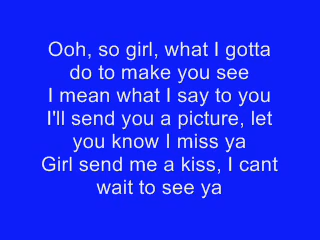 Ooh, so girl, what I gotta
do to make you see
I mean what I say to you
I'll send you a picture, let
you know I miss ya
Girl send me a kiss, I cant
wait to see ya